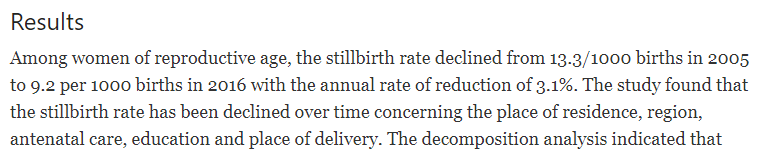 Results
Among women of reproductive age, the stillbirth rate declined from 13.3/1000 births in 2005
to 9.2 per 1000 births in 2016 with the annual rate of reduction of 3.1%. The study found that
the stillbirth rate has been declined over time concerning the place of residence, region,
antenatal care, education and place of delivery. The decomposition analysis indicated that